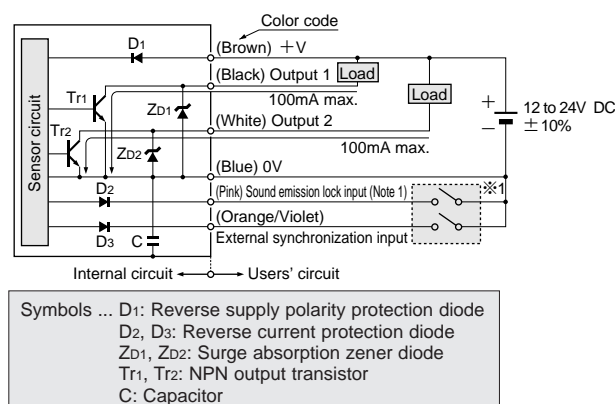 Color code
D1
(Brown) +V
(Black) Output 1
Load
Tr1
ZD1
100mA max.
Load
+
12 to 24V DC
±10%
−
Tr2
(White) Output 2
ZD2
100mA max.
Sensor circuit
(Blue) 0V
D2
(Pink) Sound emission lock input (Note 1)
※1
(Orange/Violet)
D3
C
External synchronization input
Internal circuit
Users' circuit
Symbols ... D1: Reverse supply polarity protection diode
D2, D3: Reverse current protection diode
ZD1, ZD2: Surge absorption zener diode
Tr1, Tr2: NPN output transistor
C: Capacitor